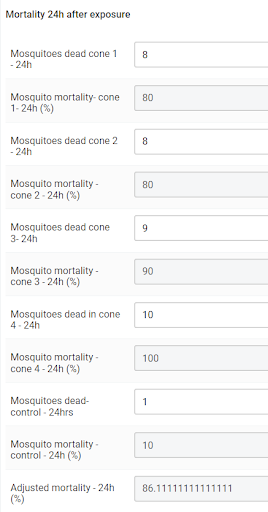 Mortality 24h after exposure
Mosquitoes dead cone 1
- 24h
8
Mosquito mortality- cone
1- 24h (%)
80
Mosquitoes dead cone 2
- 24h
8
Mosquito mortality -
cone 2 - 24h (%)
80
Mosquitoes dead cone
3- 24h
9
Mosquito mortality -
cone 3 - 24h (%)
90
Mosquitoes dead in cone
4 - 24h
10
Mosquito mortality -
cone 4 - 24h (%)
100
Mosquitoes dead-
control - 24hrs
1
Mosquito mortality -
control - 24h (%)
10
Adjusted mortality - 24h
(%)
86.11111111111111